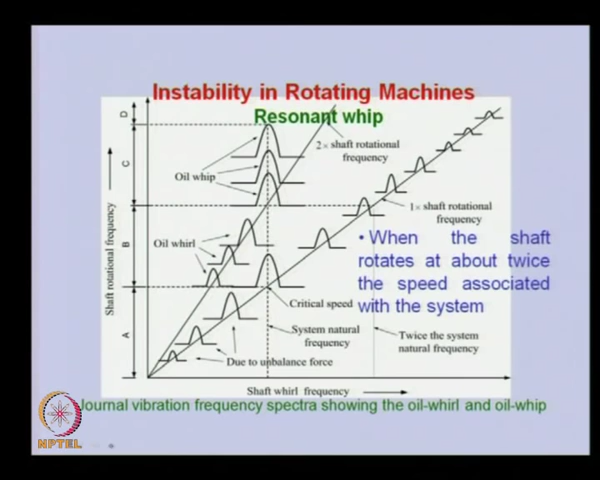 Instability in Rotating Machines
Resonant whip
D
C
B
A
Shaft rotational frequency
2× shaft rotational
frequency
Oil whip
1× shaft rotational
frequency
Oil whirl
• When the shaft
rotates at about twice
the speed associated
with the system
Critical speed
System natural
frequency
Twice the system
natural frequency
Due to unbalance force
Shaft whirl frequency
Journal vibration frequency spectra showing the oil-whirl and oil-whip
NPTEL